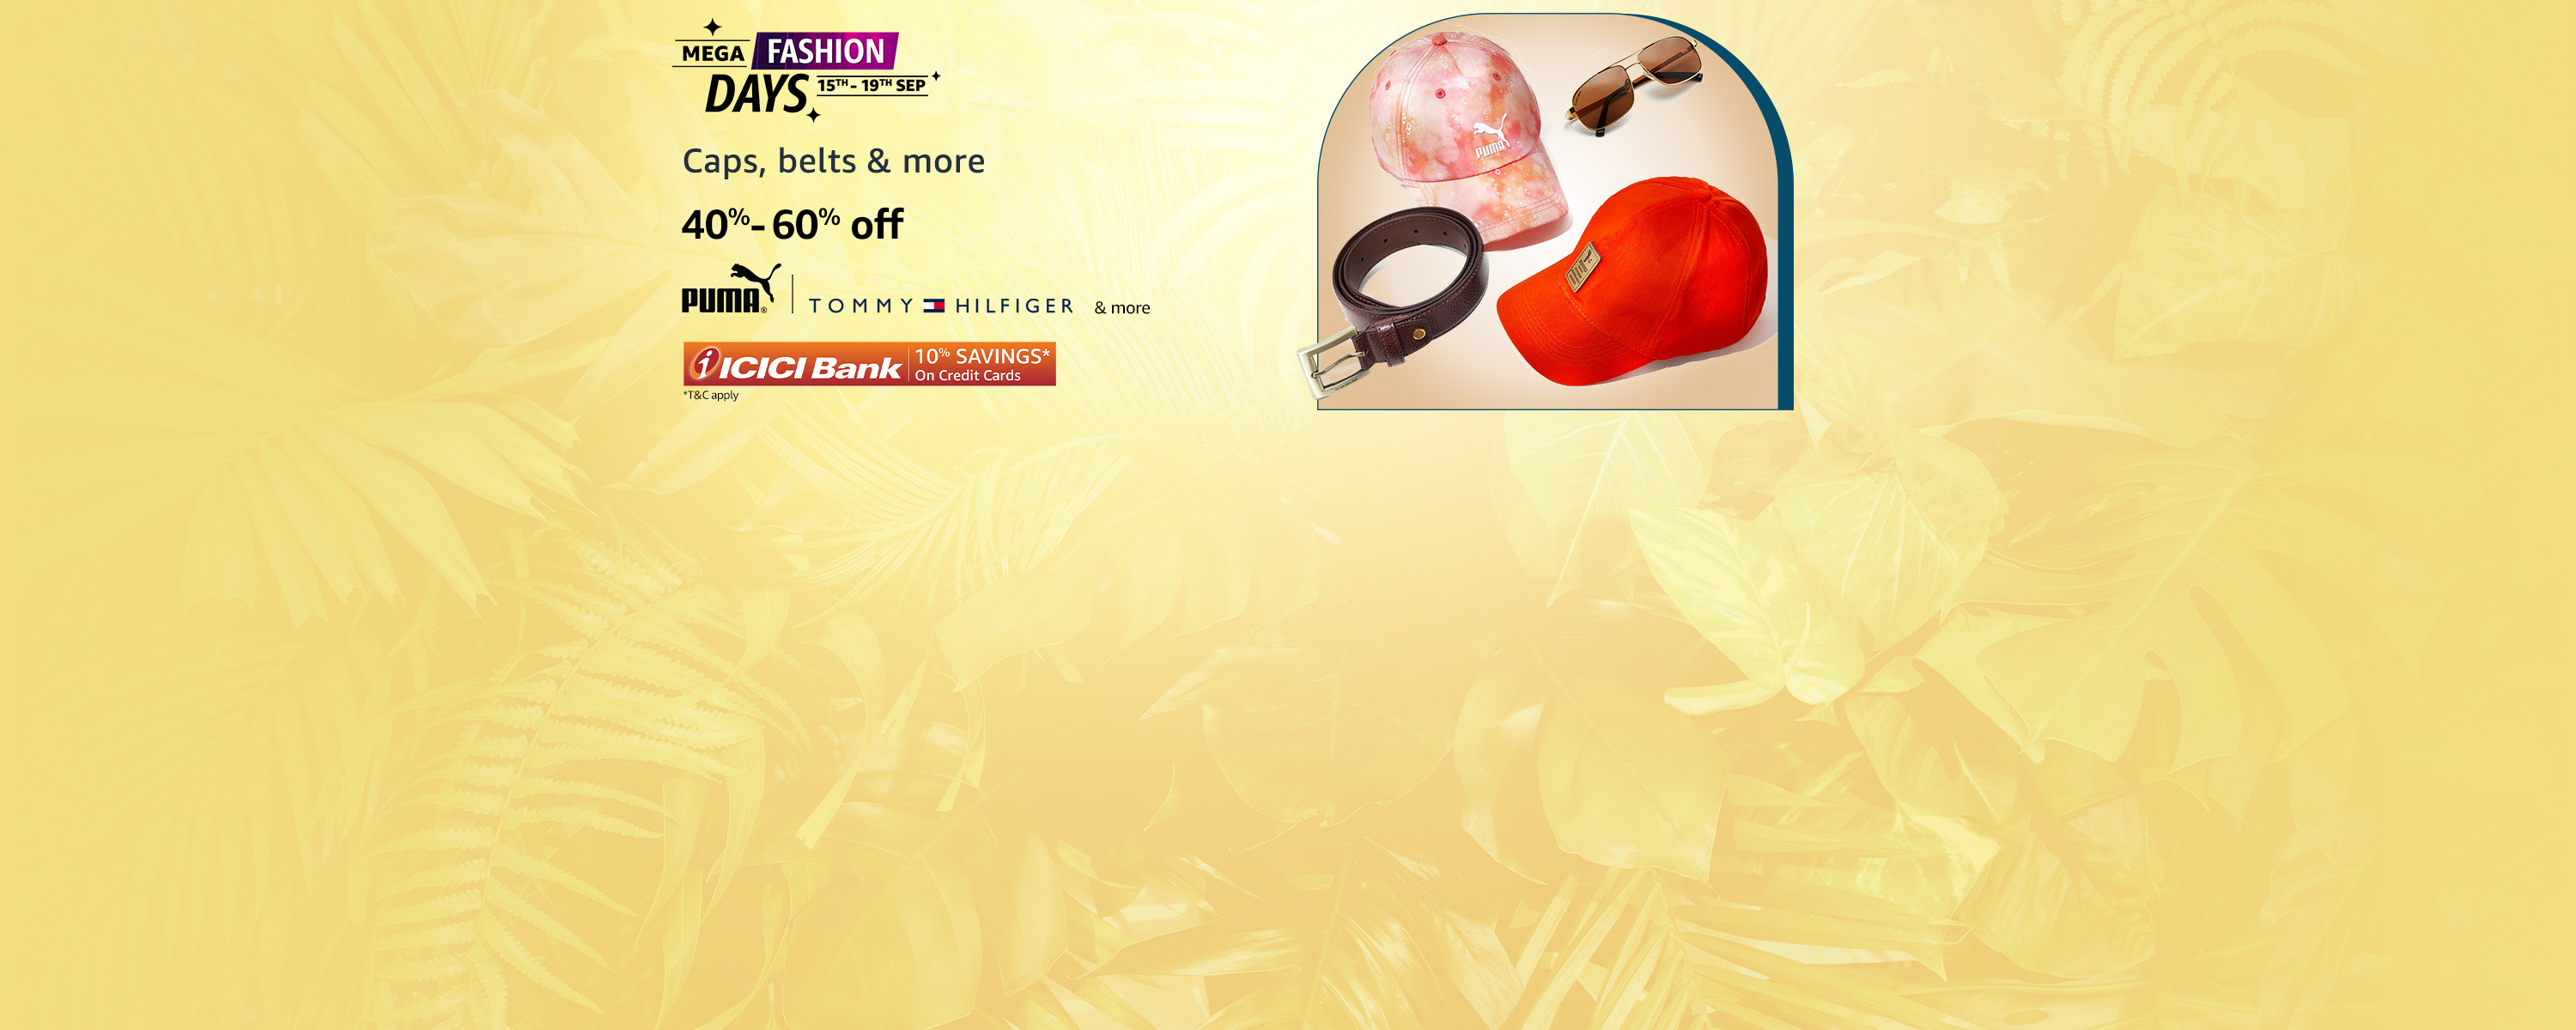 MEGA FASHION
DAYS 15TH - 19TH SEP
Caps, belts & more
40%-60% off
PUMA® TOMMY HILFIGER & more
i ICICI Bank 10% SAVINGS*
On Credit Cards
*T&C apply
PUMA